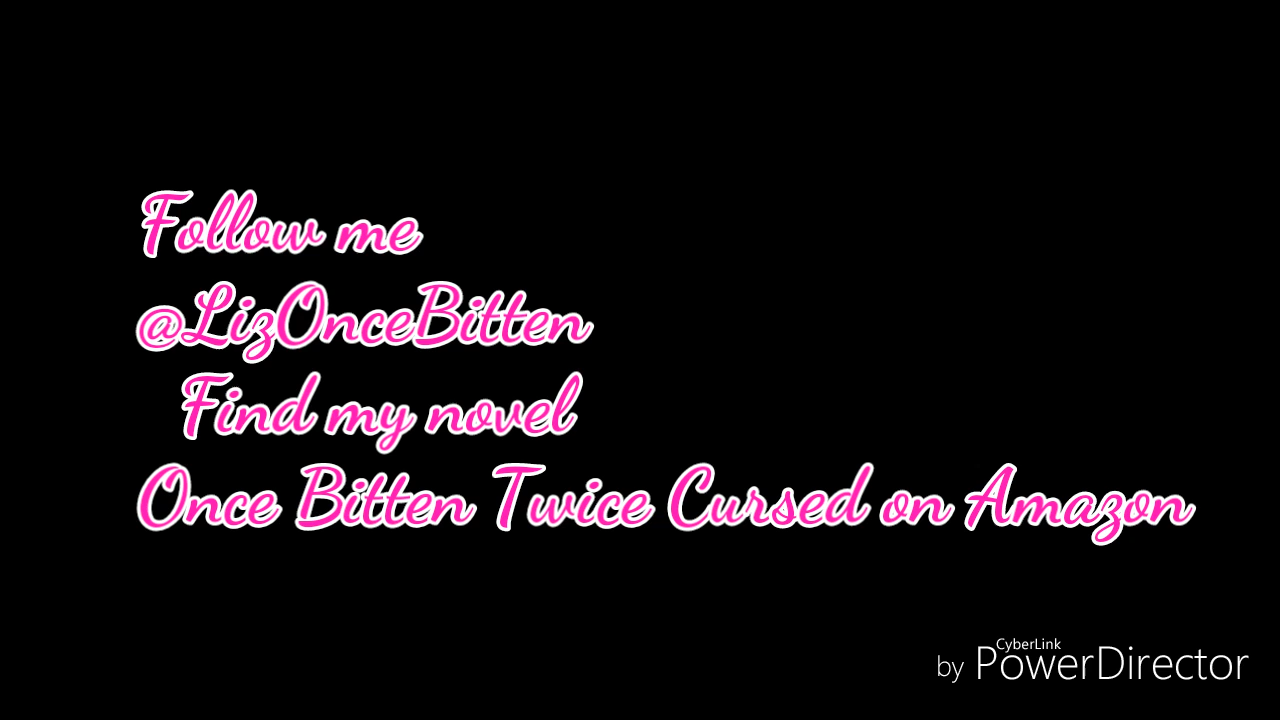 Follow me
@LizOnceBitten
Find my novel
Once Bitten Twice Cursed on Amazon
CyberLink
by PowerDirector